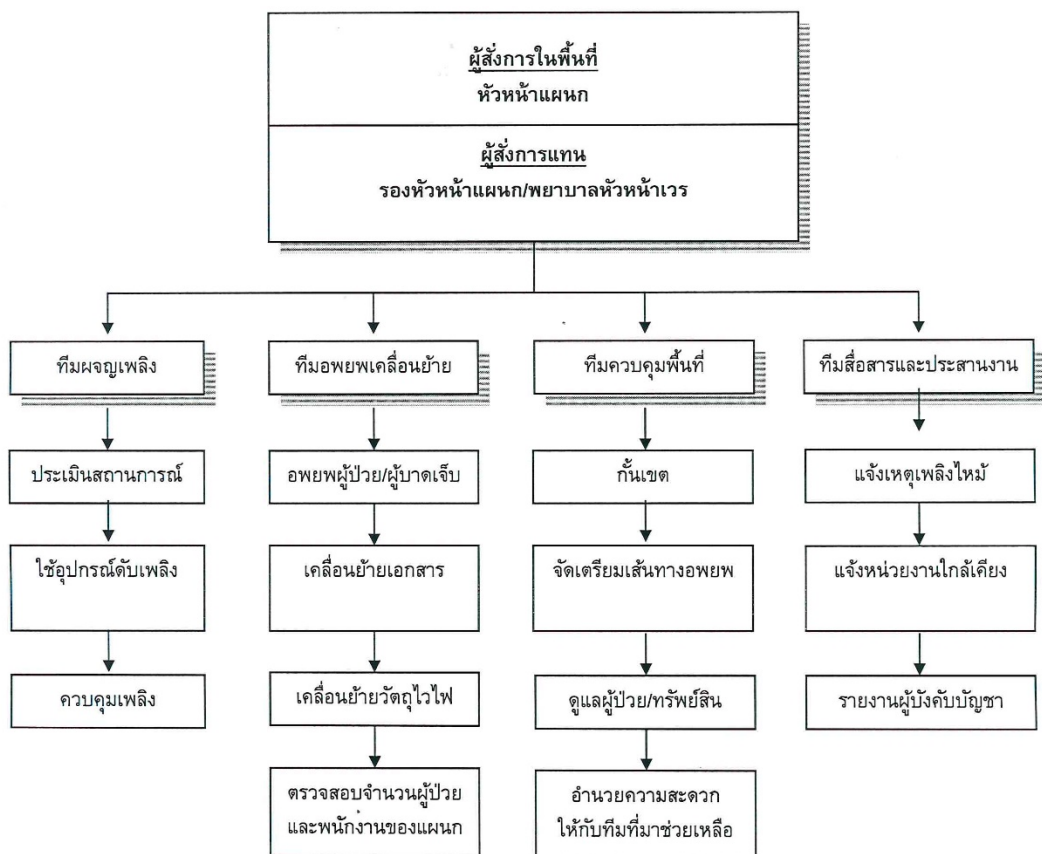 ผู้สั่งการในพื้นที่
หัวหน้าแผนก
ผู้สั่งการแทน
รองหัวหน้าแผนก/พยาบาลหัวหน้าเวร
ทีมผจญเพลิง
ประเมินสถานการณ์
ใช้อุปกรณ์ดับเพลิง
ควบคุมเพลิง
ทีมอพยพเคลื่อนย้าย
อพยพผู้ป่วย/ผู้บาดเจ็บ
เคลื่อนย้ายเอกสาร
เคลื่อนย้ายวัตถุไวไฟ
ตรวจสอบจำนวนผู้ป่วย
และพนักงานของแผนก
ทีมควบคุมพื้นที่
กั้นเขต
จัดเตรียมเส้นทางอพยพ
ดูแลผู้ป่วย/ทรัพย์สิน
อำนวยความสะดวก
ให้กับทีมที่มาช่วยเหลือ
ทีมสื่อสารและประสานงาน
แจ้งเหตุเพลิงไหม้
แจ้งหน่วยงานใกล้เคียง
รายงานผู้บังคับบัญชา